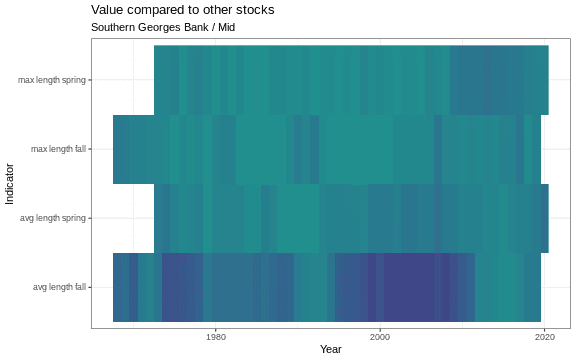 Value compared to other stocks
Southern Georges Bank / Mid
max length spring
max length fall
avg length spring
avg length fall
Indicator
1980
2000
2020
Year